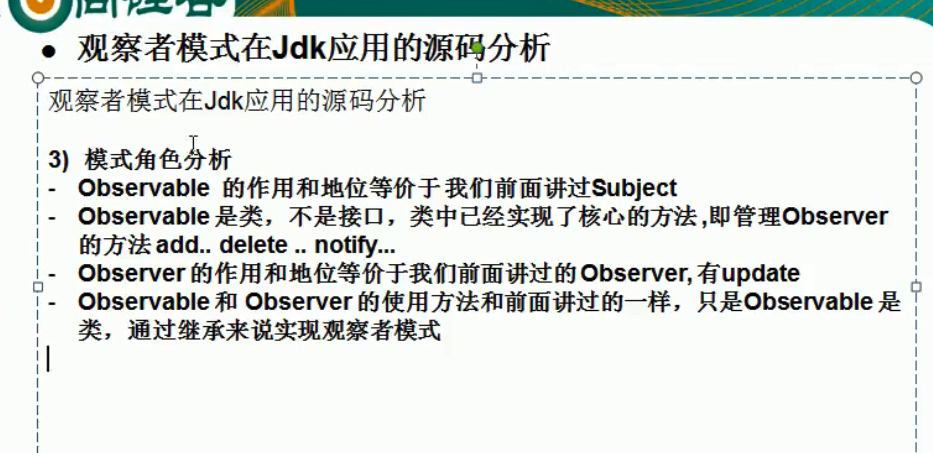 ● 观察者模式在Jdk应用的源码分析
观察者模式在Jdk应用的源码分析
3) 模式角色分析
- Observable 的作用和地位等价于 我们前面讲过Subject
- Observable 是类，不是接口，类中已经实现了核心的方法 ,即管理Observer
的方法 add.. delete .. notify...
- Observer 的作用和地位等价于我们前面讲过的 Observer, 有update
- Observable 和 Observer 的使用方法和前面讲过的一样，只是Observable 是
类，通过继承来说实现观察者模式